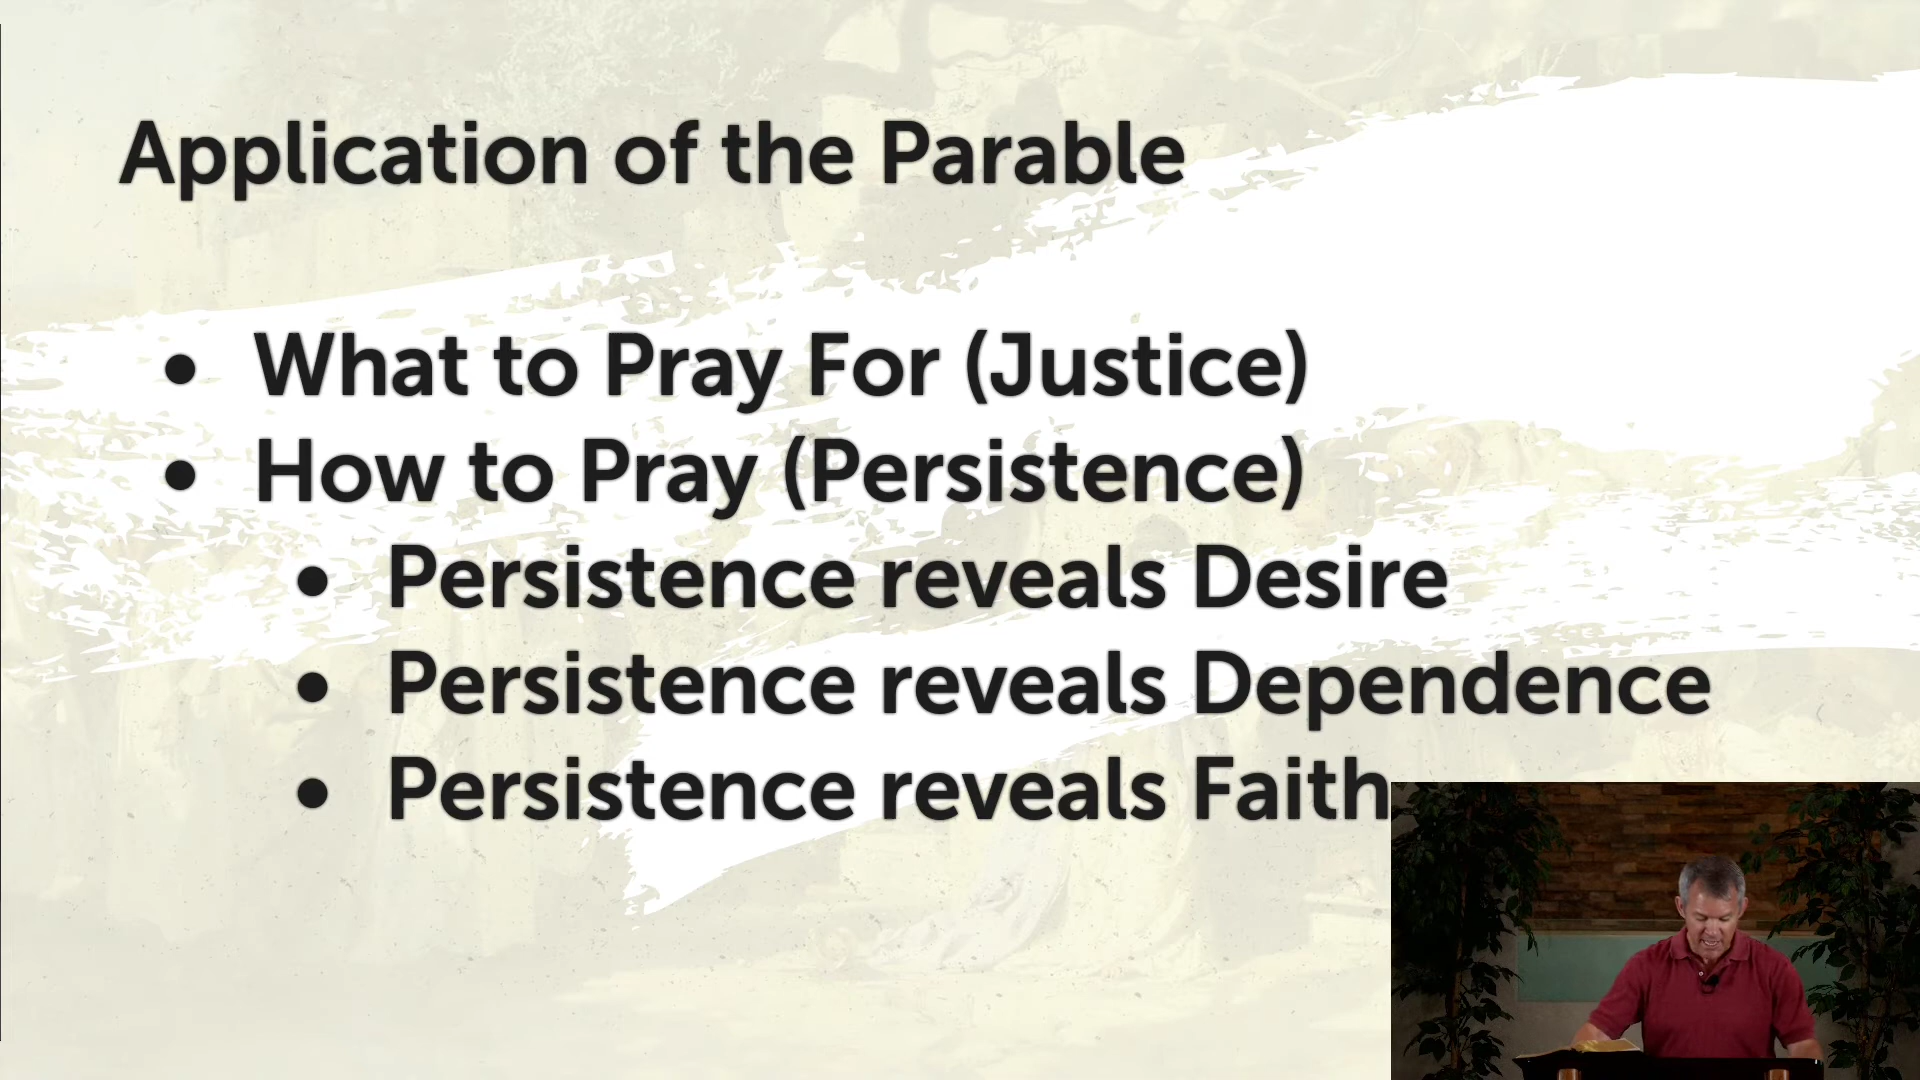 Application of the Parable
• What to Pray For (Justice)
• How to Pray (Persistence)
• Persistence reveals Desire
• Persistence reveals Dependence
• Persistence reveals Faith